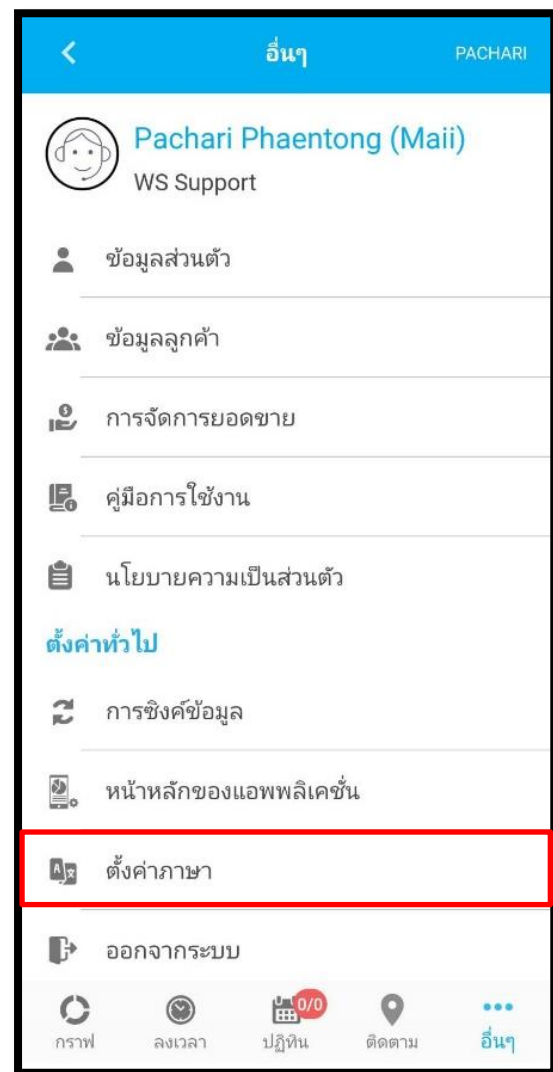 อื่นๆ
PACHARI
Pachari Phaentong (Maii)
WS Support
ข้อมูลส่วนตัว
ข้อมูลลูกค้า
การจัดการยอดขาย
คู่มือการใช้งาน
นโยบายความเป็นส่วนตัว
ตั้งค่าทั่วไป
การซิงค์ข้อมูล
หน้าหลักของแอพพลิเคชั่น
ตั้งค่าภาษา
ออกจากระบบ
0/0
กราฟ ลงเวลา ปฏิทิน ติดตาม อื่นๆ